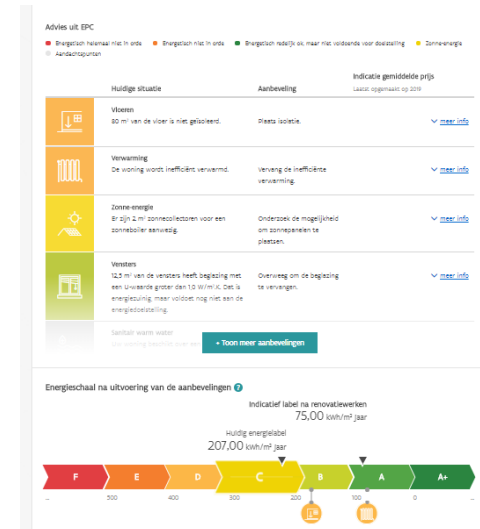 Advies uit EPC
Energetisch helemaal niet in orde Energetisch niet in orde Energetisch redelijk ok, maar niet voldoende voor doelstelling Zonne-energie
Aandachtspunten
Indicatie gemiddelde prijs
Huidige situatie Aanbeveling Laatst opgemaakt op 2019
Vloeren
80 m² van de vloer is niet geïsoleerd. Plaats isolatie. meer info
Verwarming
De woning wordt inefficiënt verwarmd. Vervang de inefficiënte meer info
verwarming.
Zonne-energie
Er zijn 2 m² zonnecollectoren voor een Onderzoek de mogelijkheid meer info
zonneboiler aanwezig. om zonnepanelen te
plaatsen.
Vensters
12,5 m² van de vensters heeft beglazing met Overweeg om de beglazing meer info
een U-waarde groter dan 1,0 W/m².K. Dat is te vervangen.
energiezuinig, maar voldoet nog niet aan de
energiedoelstelling.
Sanitair warm water
+ Toon meer aanbevelingen
Energieschaal na uitvoering van de aanbevelingen ?
Indicatief label na renovatiewerken
75,00 kWh/m² jaar
Huidig energielabel
207,00 kWh/m² jaar
F E D C B A A+
... 500 400 300 200 100 0 ...